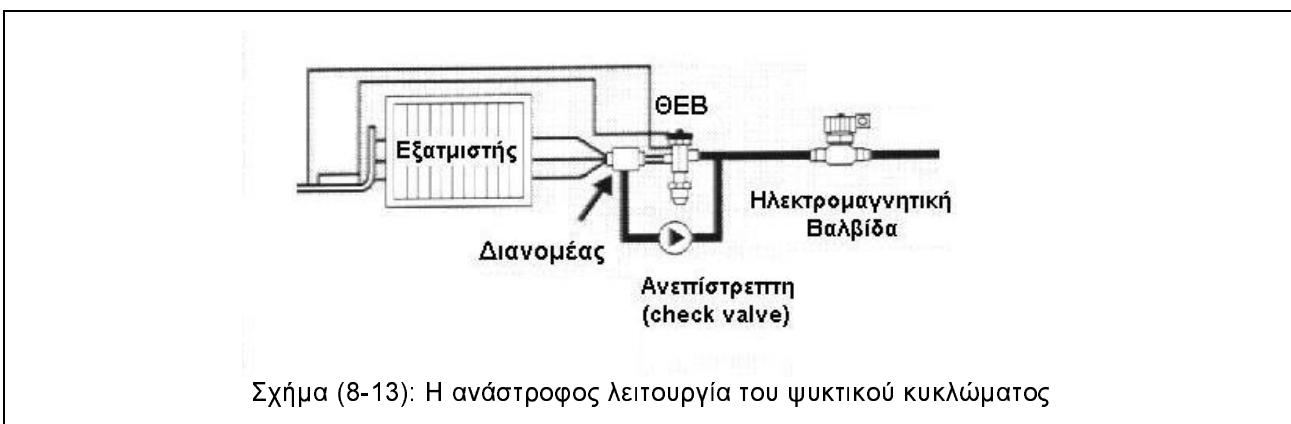 ΘΕΒ
Εξατμιστής
Ηλεκτρομαγνητική
Βαλβίδα
Διανομέας
Ανεπίστρεπτη
(check valve)
Σχήμα (8-13): Η ανάστροφος λειτουργία του ψυκτικού κυκλώματος